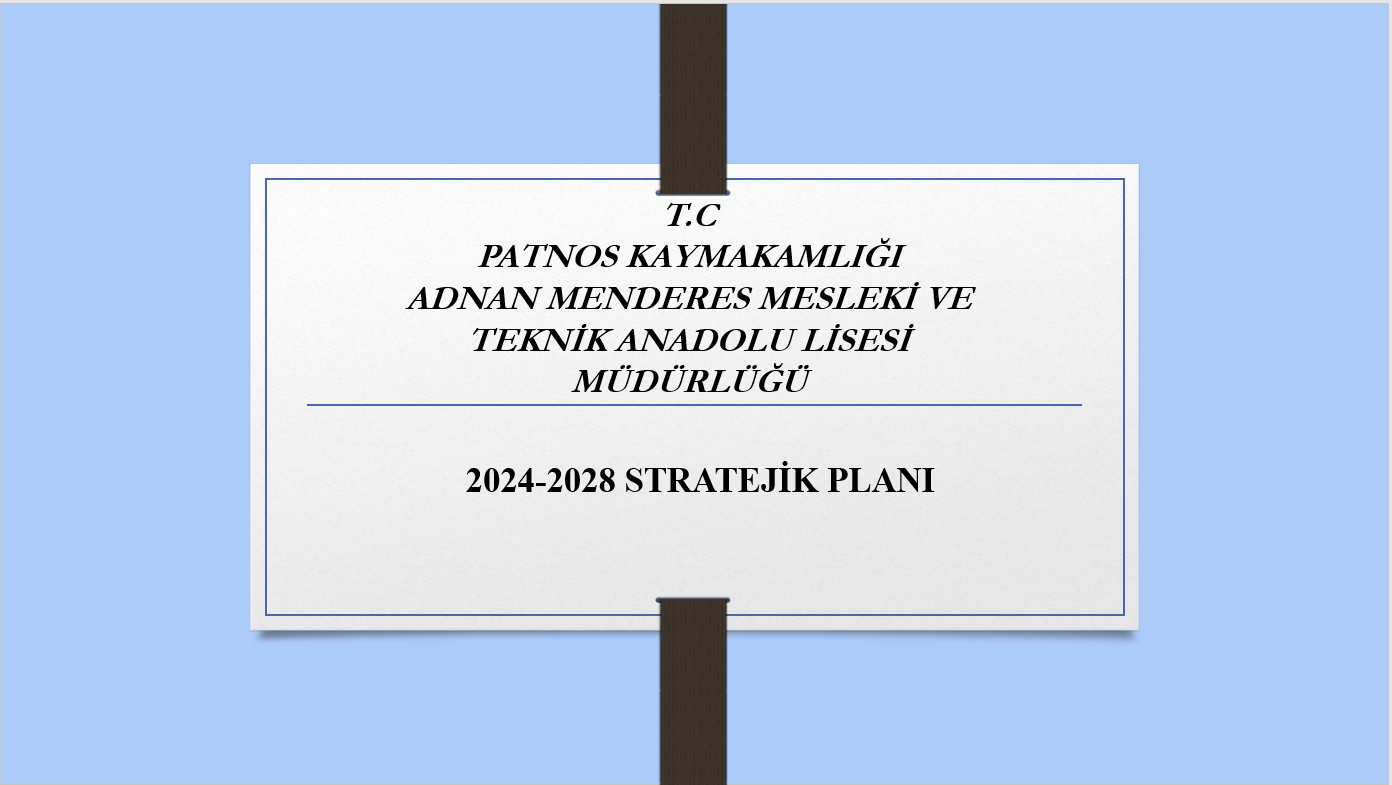 T.C
PATNOS KAYMAKAMLIĞI
ADNAN MENDERES MESLEKİ VE
TEKNİK ANADOLU LİSESİ
MÜDÜRLÜĞÜ
2024-2028 STRATEJİK PLANI